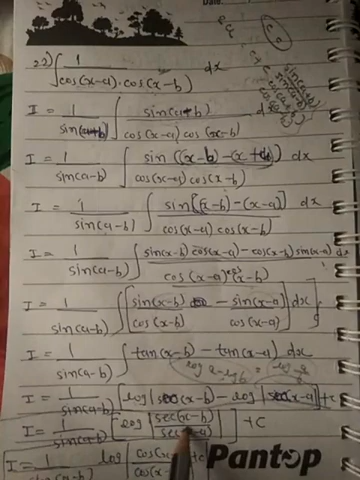 Date:
22) ∫ 1 / cos(x-a).cos(x-b) dx
I = 1/sin(a-b) ∫ sin(a-b) / cos(x-a) cos(x-b) dx
I = 1/sin(a-b) ∫ sin((x-b)-(x-a)) / cos(x-a) cos(x-b) dx
I = 1/sin(a-b) ∫ sin[(x-b)-(x-a)] / cos(x-a) cos(x-b) dx
I = 1/sin(a-b) ∫ sin(x-b) cos(x-a) - cos(x-b) sin(x-a) dx / cos(x-a) cos(x-b)
I = 1/sin(a-b) ∫ [sin(x-b)/cos(x-b) - sin(x-a)/cos(x-a)] dx
I = 1/sin(a-b) ∫ tan(x-b) - tan(x-a) dx
I = 1/sin(a-b) [log|sec(x-b) - log|sec(x-a)|] + c
I = 1/sin(a-b) [log |sec(x-b)/sec(x-a)|] + c
I = 1/sin(a-b) log |cos(x-a)/cos(x-b)| + c
Pantop